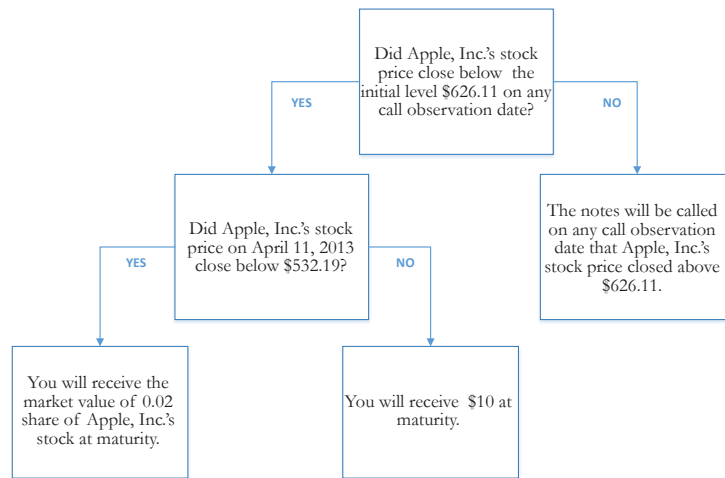 Did Apple, Inc.'s stock
price close below the
initial level $626.11 on any
call observation date?
YES
NO
Did Apple, Inc.'s stock
price on April 11, 2013
close below $532.19?
The notes will be called
on any call observation
date that Apple, Inc.'s
stock price closed above
$626.11.
YES
NO
You will receive the
market value of 0.02
share of Apple, Inc.'s
stock at maturity.
You will receive $10 at
maturity.